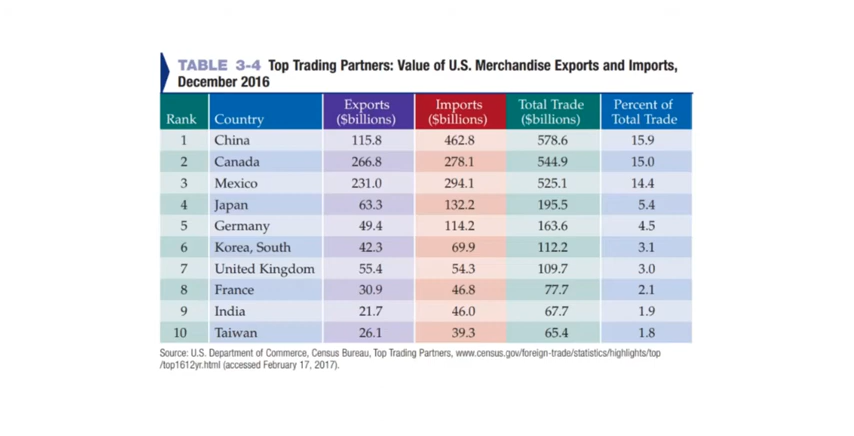 TABLE 3-4 Top Trading Partners: Value of U.S. Merchandise Exports and Imports,
December 2016
Rank Country Exports ($billions) Imports ($billions) Total Trade ($billions) Percent of Total Trade
1 China 115.8 462.8 578.6 15.9
2 Canada 266.8 278.1 544.9 15.0
3 Mexico 231.0 294.1 525.1 14.4
4 Japan 63.3 132.2 195.5 5.4
5 Germany 49.4 114.2 163.6 4.5
6 Korea, South 42.3 69.9 112.2 3.1
7 United Kingdom 55.4 54.3 109.7 3.0
8 France 30.9 46.8 77.7 2.1
9 India 21.7 46.0 67.7 1.9
10 Taiwan 26.1 39.3 65.4 1.8
Source: U.S. Department of Commerce, Census Bureau, Top Trading Partners, www.census.gov/foreign-trade/statistics/highlights/top
/top1612yr.html (accessed February 17, 2017).